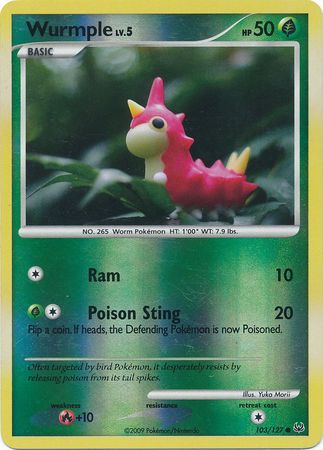 Wurmple LV.5 HP 50
BASIC
NO. 265 Worm Pokémon HT: 1'00" WT: 7.9 lbs.
Ram 10
Poison Sting 20
Flip a coin. If heads, the Defending Pokémon is now Poisoned.
Often targeted by bird Pokémon. It desperately resists by
releasing poison from its tail spikes.
Illus. Yuko Morii
weakness resistance retreat cost
+10
©2009 Pokémon/Nintendo 103/127